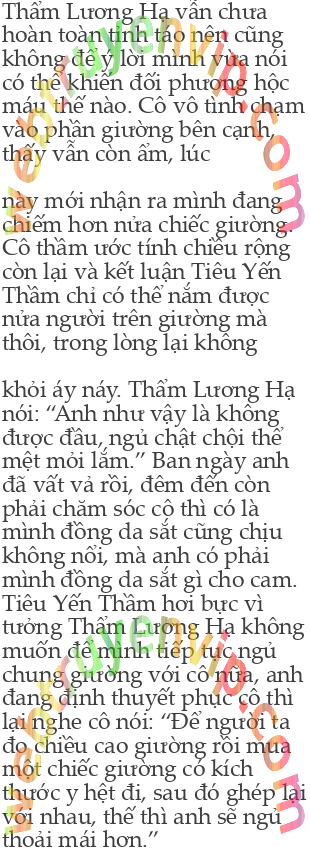 Thẩm Lương Hạ vẫn chưa
hoàn toàn tỉnh táo nên cũng
không để ý lời mình vừa nói
có thể khiến đối phương hộc
máu thế nào. Cô vô tình chạm
vào phần giường bên cạnh,
thấy vẫn còn ẩm, lúc
này mới nhận ra mình đang
chiếm hơn nửa chiếc giường.
Cô thầm ước tính chiều rộng
còn lại và kết luận Tiêu Yến
Thầm chỉ có thể nắm được
nửa người trên giường mà
thôi, trong lòng lại không
khỏi áy náy. Thẩm Lương Hạ
nói: “Anh như vậy là không
được đầu, ngủ chật chội thế
mệt mỏi lắm.” Ban ngày anh
đã vất vả rồi, đêm đến còn
phải chăm sóc cô thì có là
mình đồng da sắt cũng chịu
không nổi, mà anh có phải
mình đồng da sắt gì cho cam.
Tiêu Yến Thầm hơi bực vì
tưởng Thẩm Lương Hạ không
muốn để mình tiếp tục ngủ
chung giường với cô nữa, anh
đang định thuyết phục cô thì
lại nghe cô nói: “Để người ta
đo chiều cao giường rồi mua
một chiếc giường có kích
thước y hệt đi, sau đó ghép lại
với nhau, thế thì anh sẽ ngủ
thoải mái hơn.”
webtruyenvip.com
webtruyenvip.com